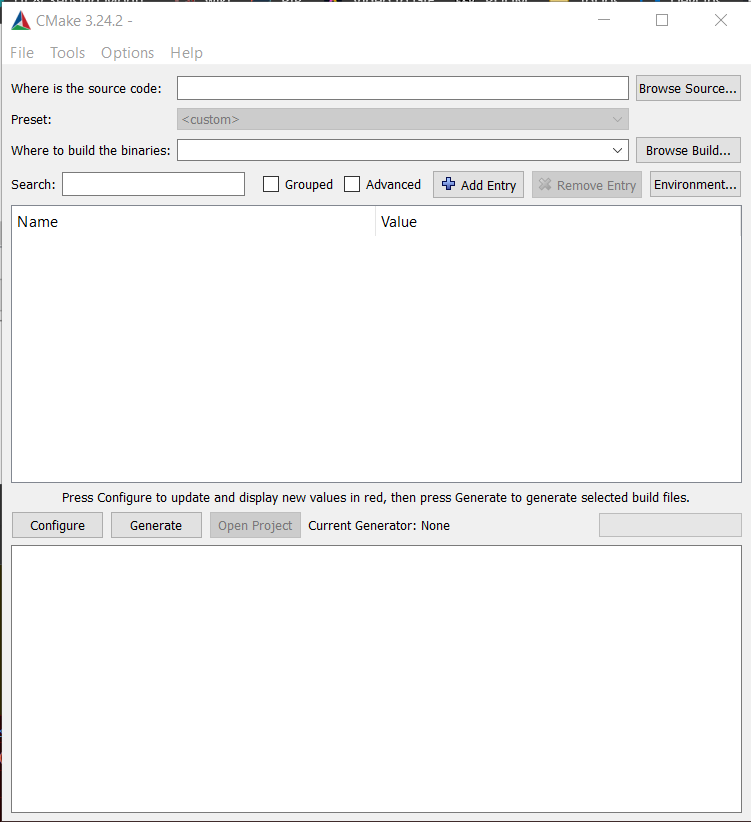 CMake 3.24.2 -
File Tools Options Help
Where is the source code: Browse Source...
Preset: <custom>
Where to build the binaries: Browse Build...
Search: Grouped Advanced Add Entry Remove Entry Environment...
Name Value
Press Configure to update and display new values in red, then press Generate to generate selected build files.
Configure Generate Open Project Current Generator: None